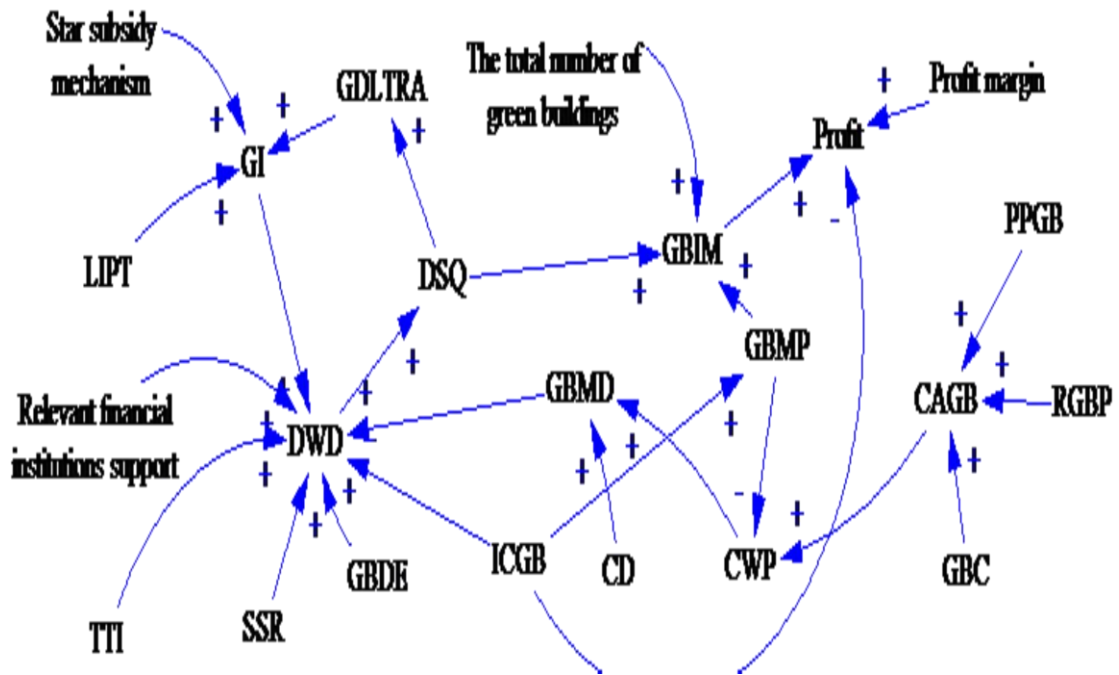 Star subsidy
mechanism
GDLTRA
The total number of
green buildings
Profit margin
Profit
+
+
+
+
GI
+
+
+
-
LIPT
DSQ
GBIM
PPGB
+
+
+
+
GBMP
+
+
Relevant financial
institutions support
+
+
+
DWD
-
GBMD
CAGB
RGBP
+
+
+
+
+
+
+
-
+
ICGB
CD
CWP
GBC
GBDE
SSR
TTI